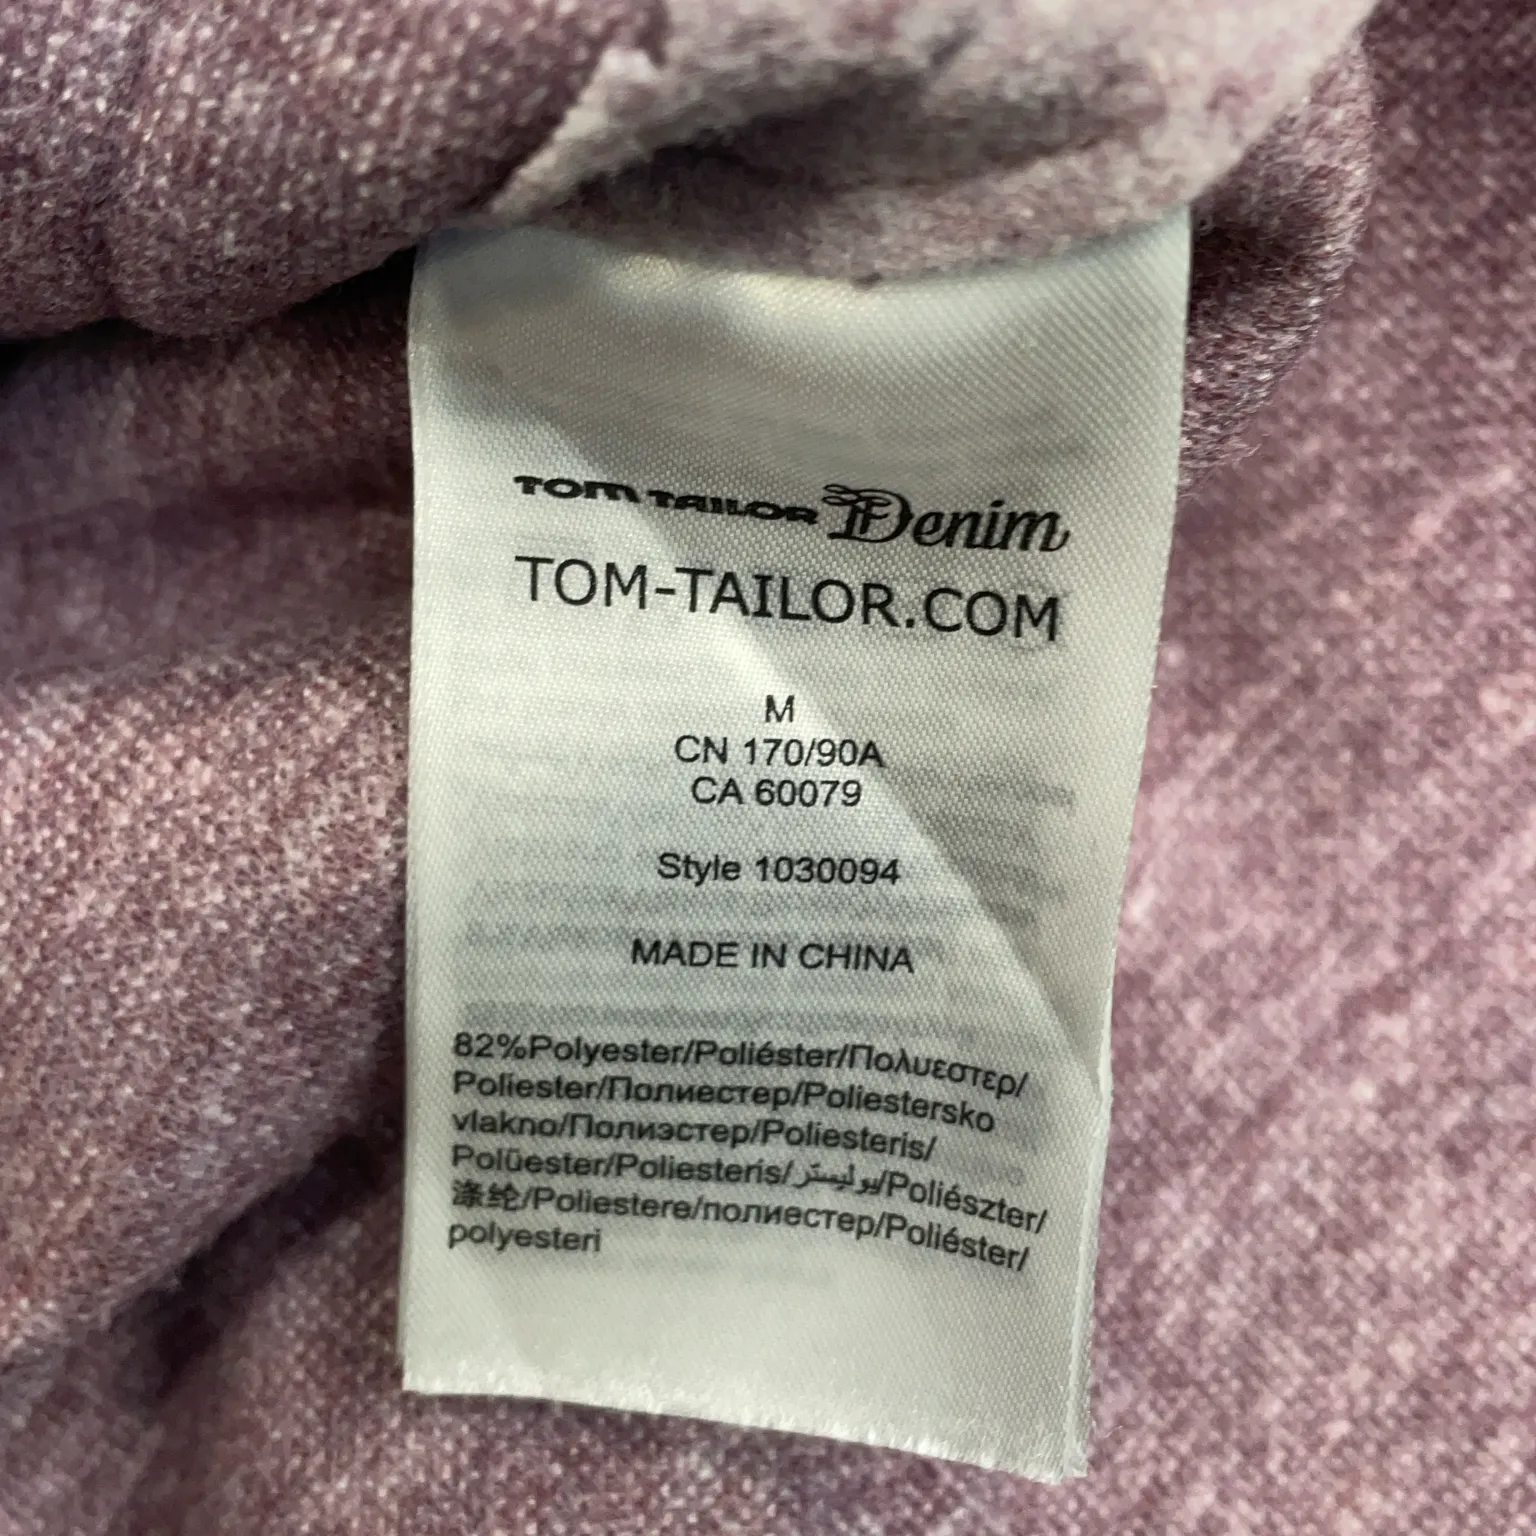 TOM TAILOR Denim
TOM-TAILOR.COM
M
CN 170/90A
CA 60079
Style 1030094
MADE IN CHINA
82%Polyester/Poliéster/Πολυεστερ/
Poliester/Полиестер/Poliestersko
vlakno/Полиэстер/Poliesteris/
Polüester/Poliesteris/بوليستر/Poliészter/
涤纶/Poliestere/полиестер/Poliéster/
polyesteri